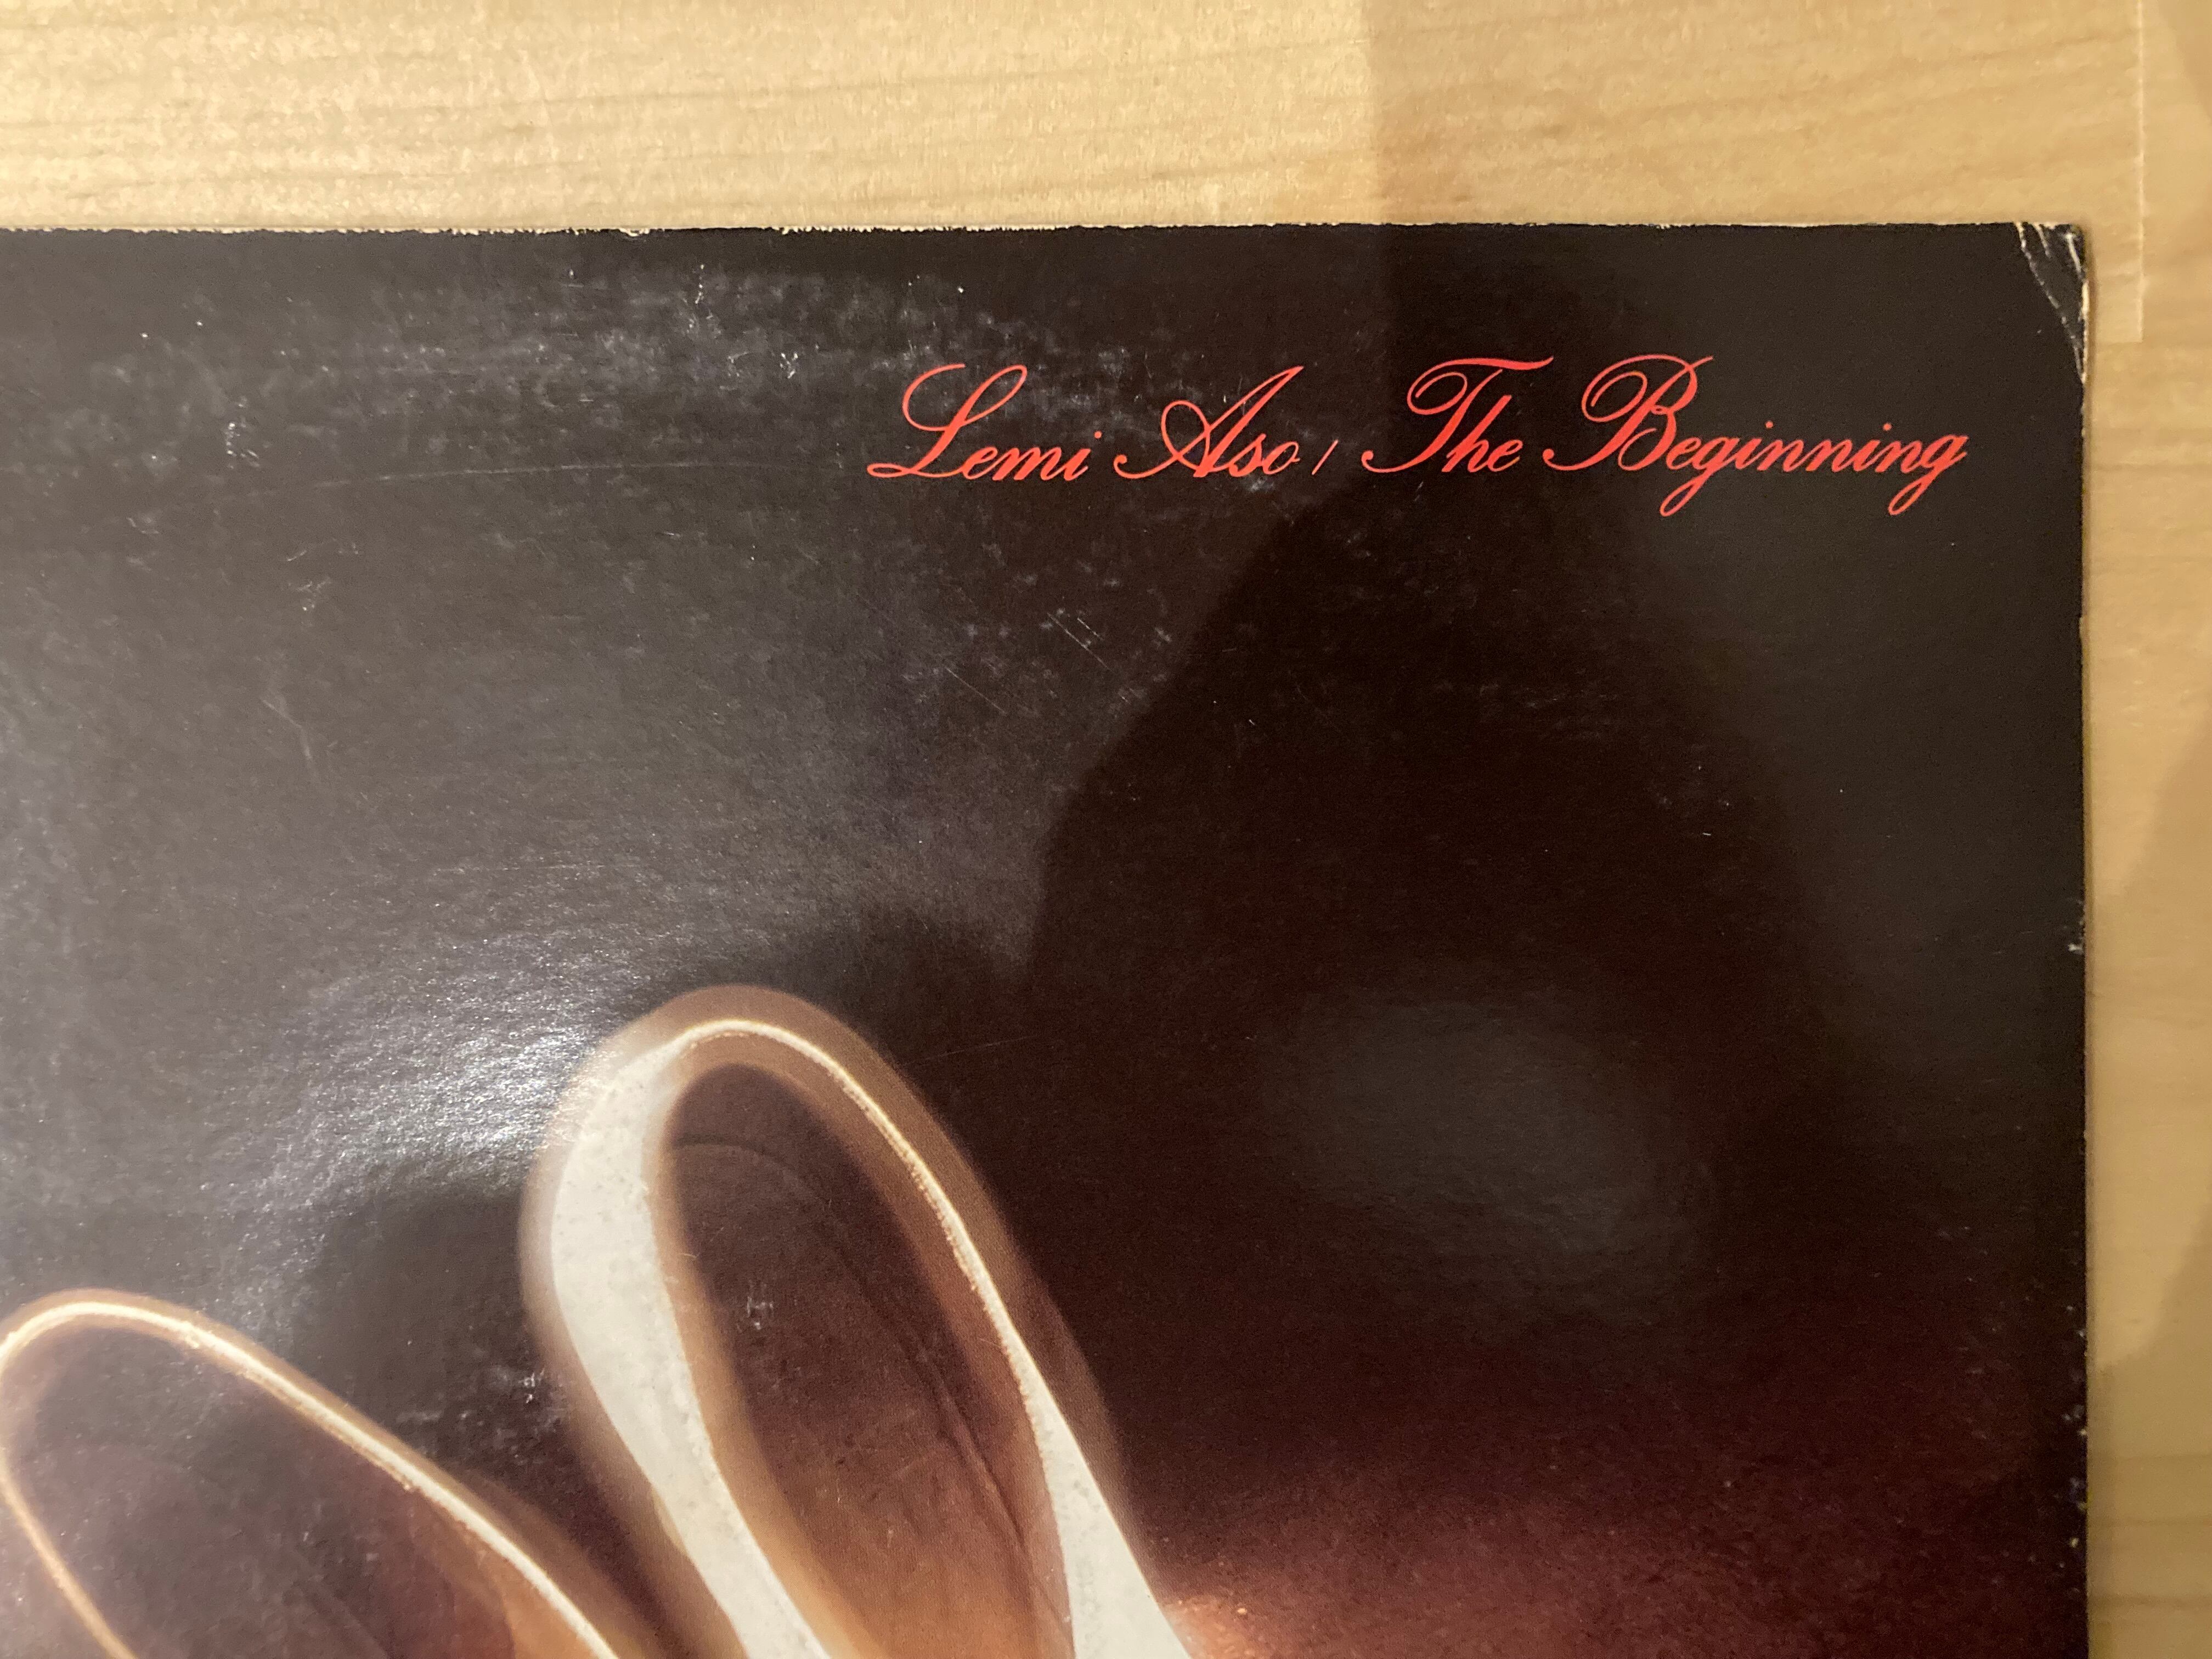 Lemi Aso / The Beginning